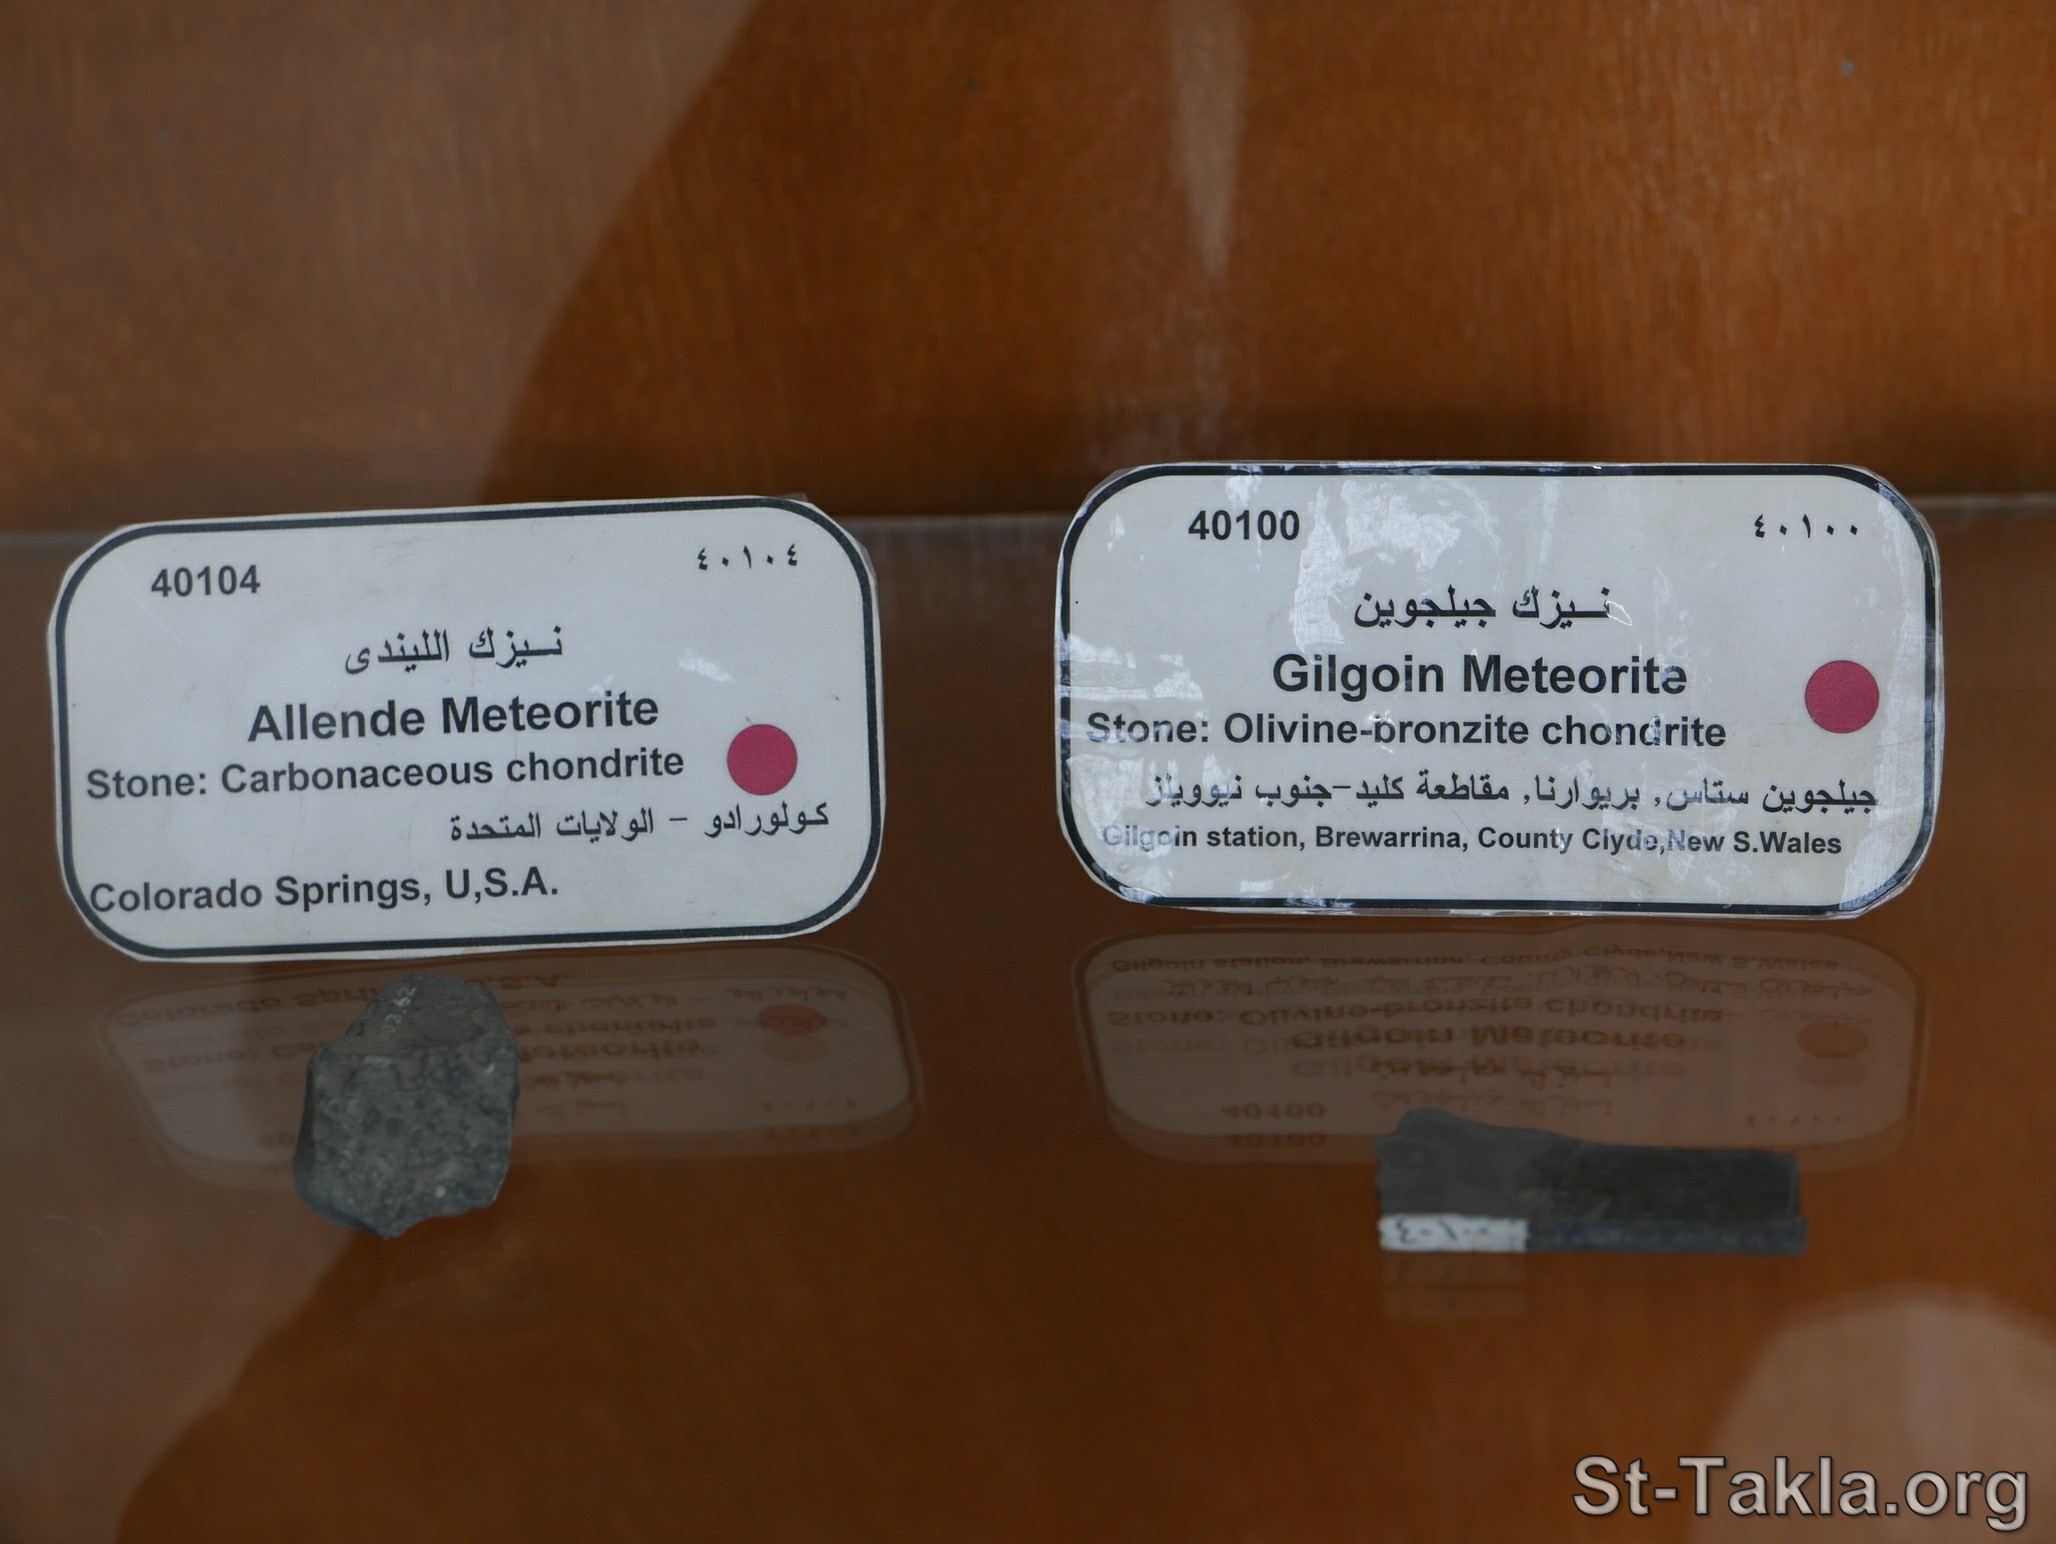 40104 ٤٠١٠٤
نـيزك الليندى
Allende Meteorite
Stone: Carbonaceous chondrite
كولورادو – الولايات المتحدة
Colorado Springs, U,S.A.
40100 ٤٠١٠٠
نـيزك جيلجوين
Gilgoin Meteorite
Stone: Olivine-bronzite chondrite
جيلجوين ستاس, بريوارنا, مقاطعة كليد-جنوب نيوويلز
Gilgoin station, Brewarrina, County Clyde,New S.Wales
٤٠١٠٠
St-Takla.org